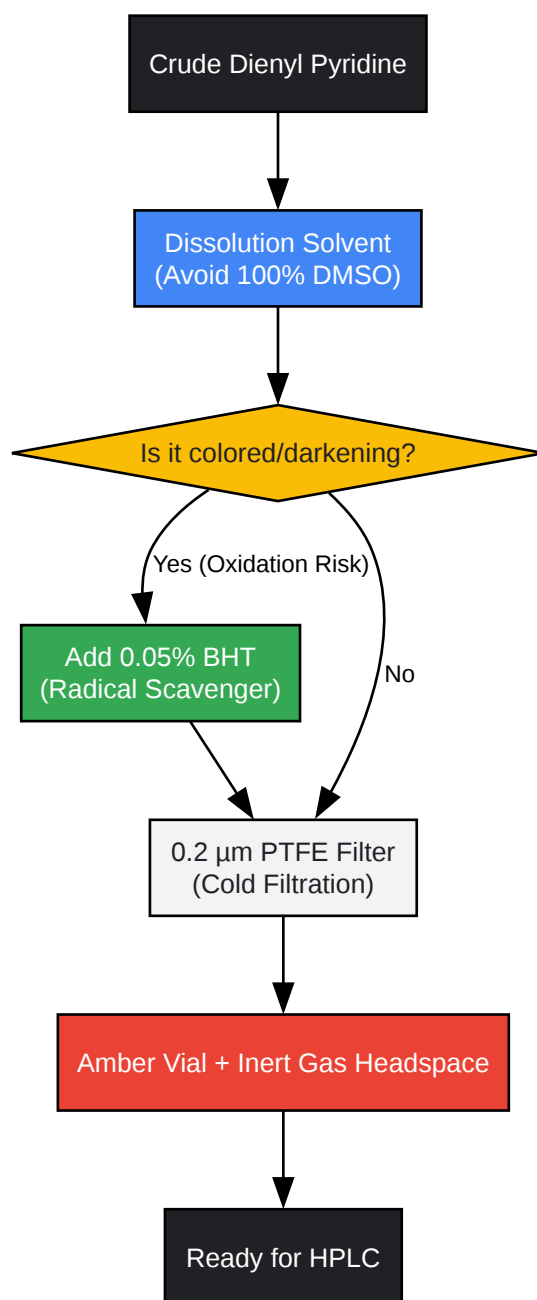 Crude Dienyl Pyridine
Dissolution Solvent
(Avoid 100% DMSO)
Is it colored/darkening?
Yes (Oxidation Risk)
Add 0.05% BHT
(Radical Scavenger)
No
0.2 µm PTFE Filter
(Cold Filtration)
Amber Vial + Inert Gas Headspace
Ready for HPLC